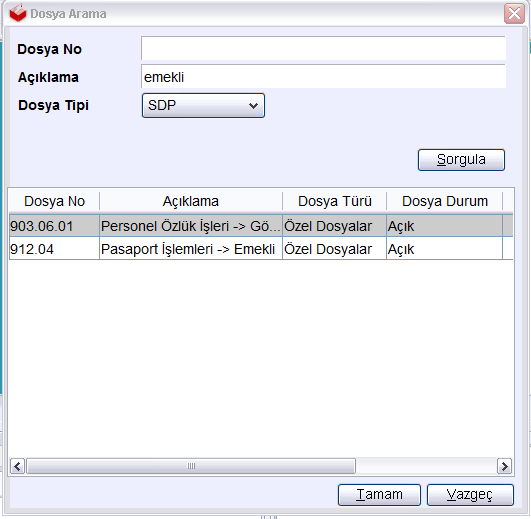 Dosya Arama
Dosya No
Açıklama emekli
Dosya Tipi SDP
Sorgula
Dosya No Açıklama Dosya Türü Dosya Durum
903.06.01 Personel Özlük İşleri -> Gö... Özel Dosyalar Açık
912.04 Pasaport İşlemleri -> Emekli Özel Dosyalar Açık
Tamam Vazgeç